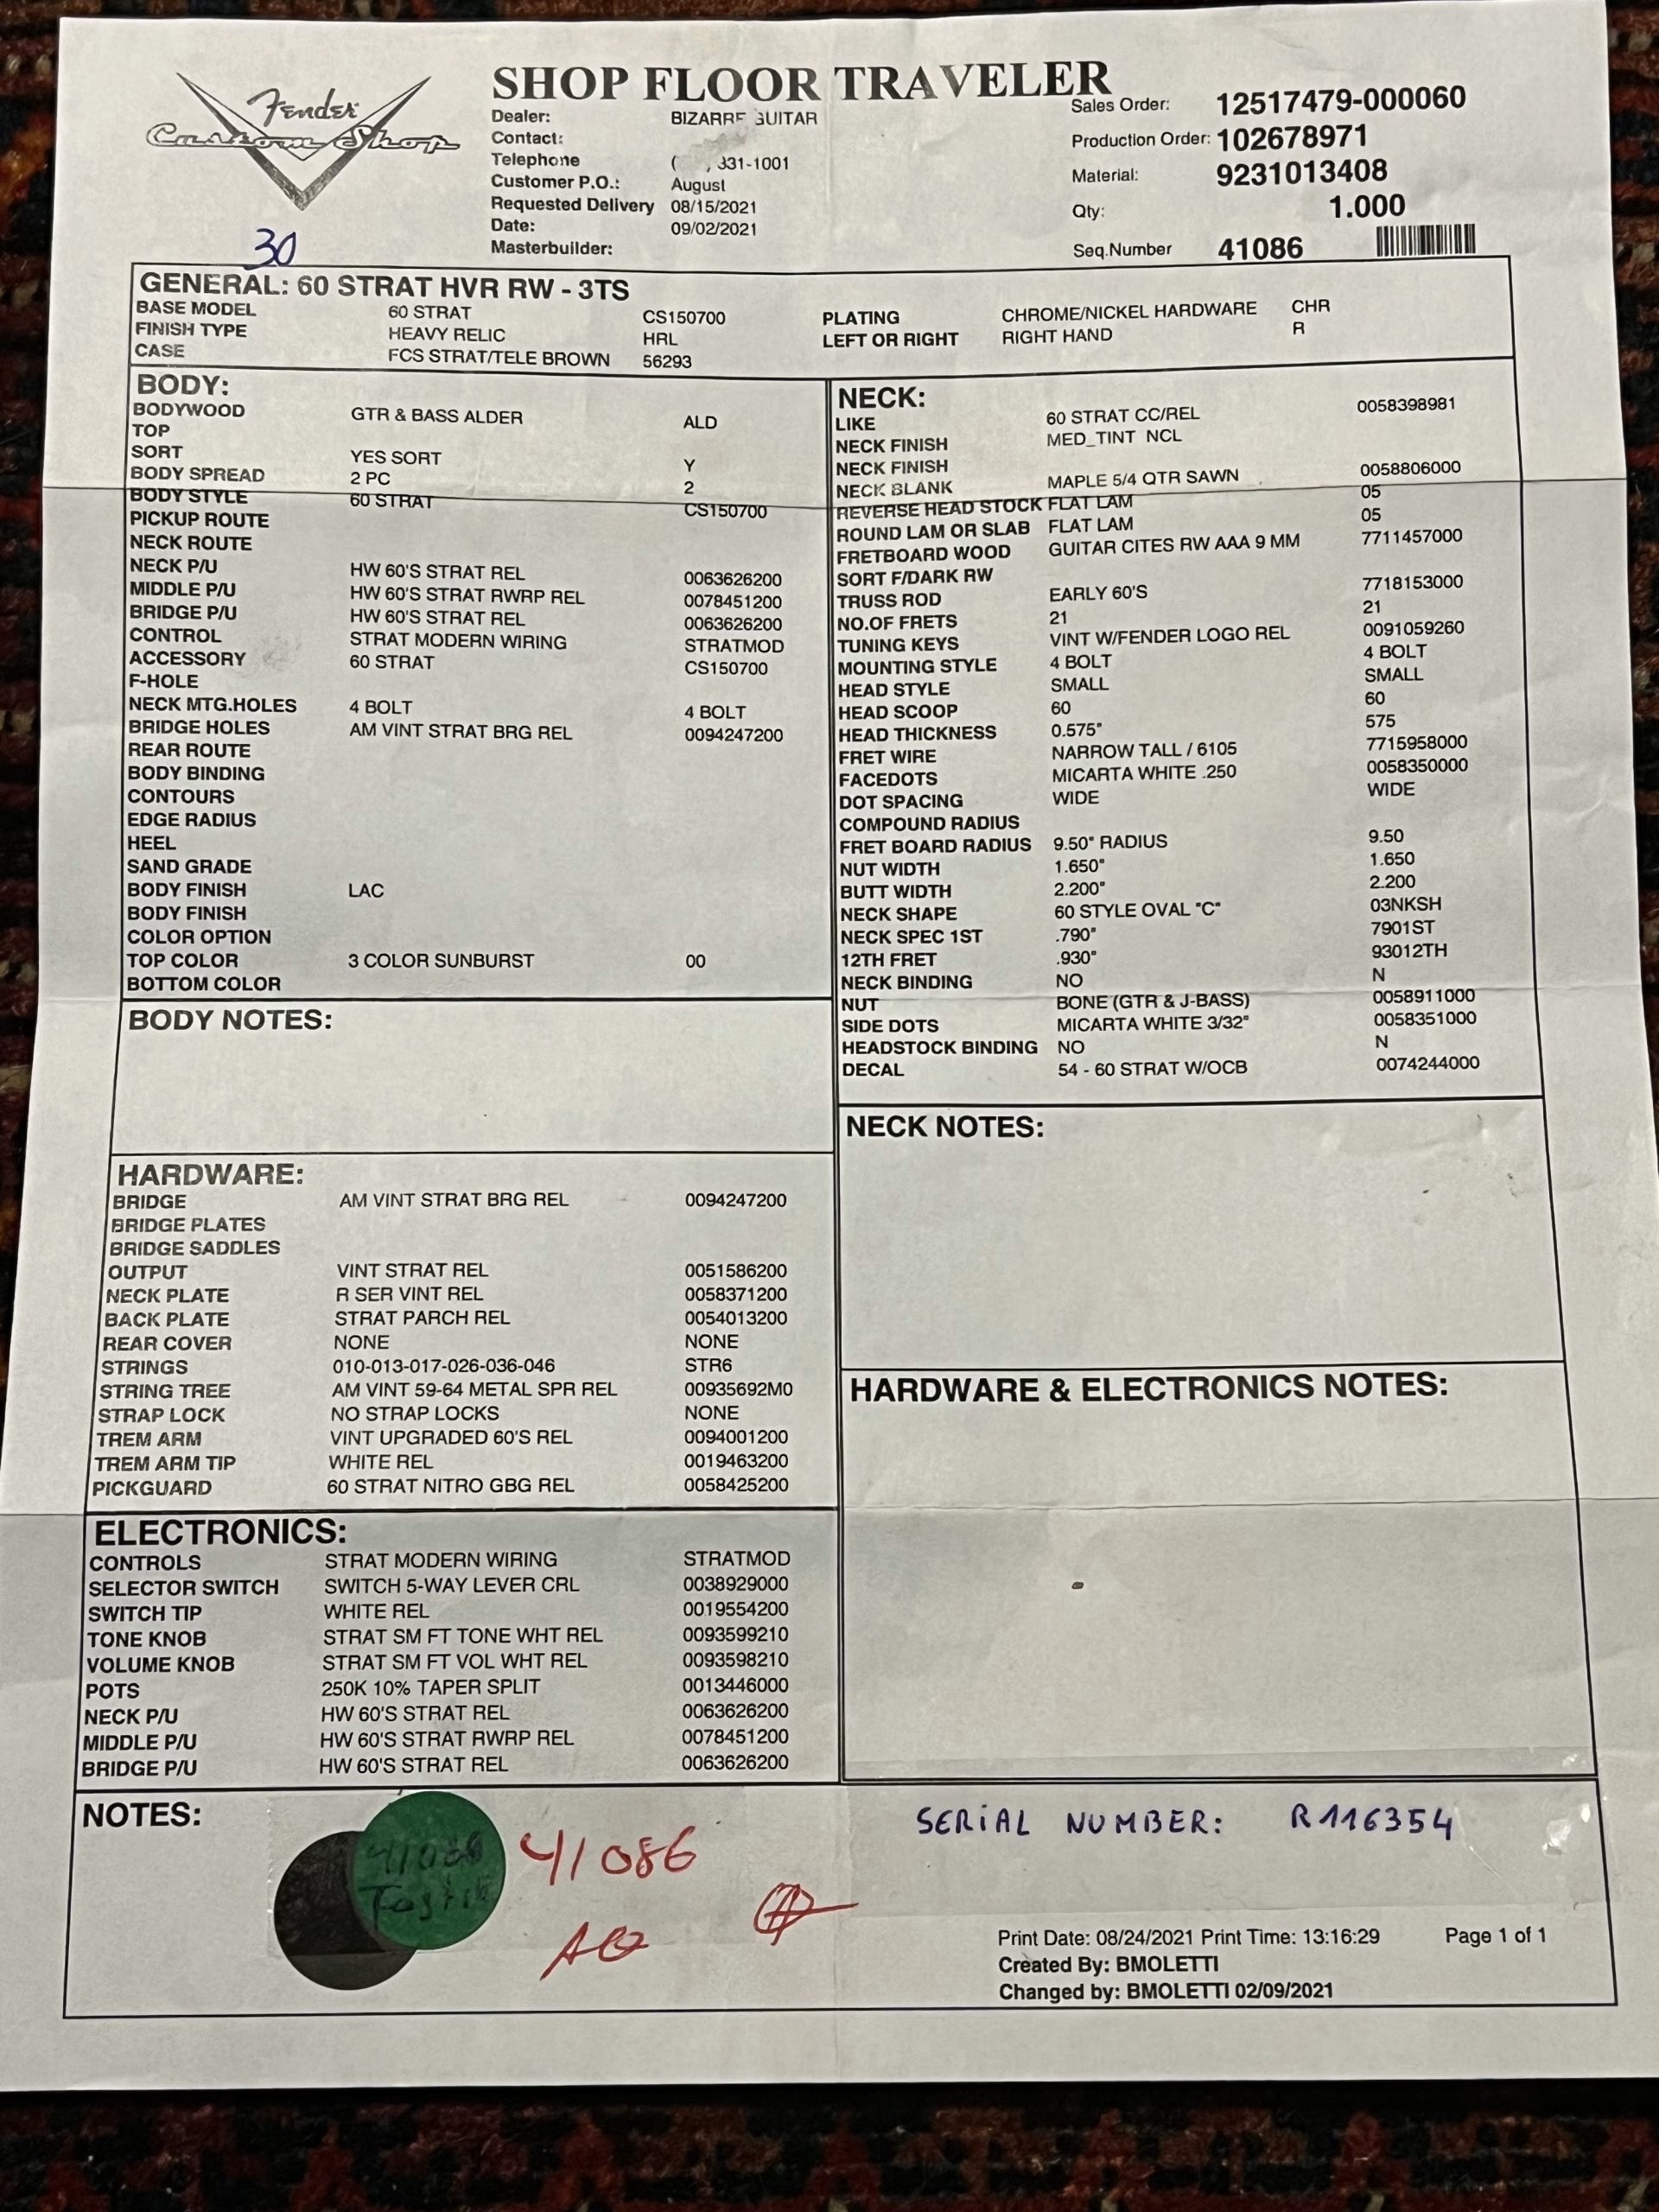 Fender
Custom Shop
30
SHOP FLOOR TRAVELER
Dealer: BIZARRE GUITAR
Contact:
Telephone ( , 331-1001
Customer P.O.: August
Requested Delivery 08/15/2021
Date: 09/02/2021
Masterbuilder:
Sales Order: 12517479-000060
Production Order: 102678971
Material: 9231013408
Qty: 1.000
Seq.Number 41086
GENERAL: 60 STRAT HVR RW - 3TS
BASE MODEL 60 STRAT CS150700
FINISH TYPE HEAVY RELIC HRL
CASE FCS STRAT/TELE BROWN 56293
PLATING CHROME/NICKEL HARDWARE CHR
LEFT OR RIGHT RIGHT HAND R
BODY:
BODYWOOD GTR & BASS ALDER ALD
TOP
SORT YES SORT Y
BODY SPREAD 2 PC 2
BODY STYLE 60 STRAT CS150700
PICKUP ROUTE
NECK ROUTE
NECK P/U HW 60'S STRAT REL 0063626200
MIDDLE P/U HW 60'S STRAT RWRP REL 0078451200
BRIDGE P/U HW 60'S STRAT REL 0063626200
CONTROL STRAT MODERN WIRING STRATMOD
ACCESSORY 60 STRAT CS150700
F-HOLE
NECK MTG.HOLES 4 BOLT 4 BOLT
BRIDGE HOLES AM VINT STRAT BRG REL 0094247200
REAR ROUTE
BODY BINDING
CONTOURS
EDGE RADIUS
HEEL
SAND GRADE
BODY FINISH LAC
BODY FINISH
COLOR OPTION
TOP COLOR 3 COLOR SUNBURST 00
BOTTOM COLOR
BODY NOTES:
HARDWARE:
BRIDGE AM VINT STRAT BRG REL 0094247200
BRIDGE PLATES
BRIDGE SADDLES
OUTPUT VINT STRAT REL 0051586200
NECK PLATE R SER VINT REL 0058371200
BACK PLATE STRAT PARCH REL 0054013200
REAR COVER NONE NONE
STRINGS 010-013-017-026-036-046 STR6
STRING TREE AM VINT 59-64 METAL SPR REL 00935692M0
STRAP LOCK NO STRAP LOCKS NONE
TREM ARM VINT UPGRADED 60'S REL 0094001200
TREM ARM TIP WHITE REL 0019463200
PICKGUARD 60 STRAT NITRO GBG REL 0058425200
ELECTRONICS:
CONTROLS STRAT MODERN WIRING STRATMOD
SELECTOR SWITCH SWITCH 5-WAY LEVER CRL 0038929000
SWITCH TIP WHITE REL 0019554200
TONE KNOB STRAT SM FT TONE WHT REL 0093599210
VOLUME KNOB STRAT SM FT VOL WHT REL 0093598210
POTS 250K 10% TAPER SPLIT 0013446000
NECK P/U HW 60'S STRAT REL 0063626200
MIDDLE P/U HW 60'S STRAT RWRP REL 0078451200
BRIDGE P/U HW 60'S STRAT REL 0063626200
NECK:
LIKE 60 STRAT CC/REL 0058398981
NECK FINISH MED_TINT NCL
NECK FINISH
NECK BLANK MAPLE 5/4 QTR SAWN 0058806000
REVERSE HEAD STOCK FLAT LAM 05
ROUND LAM OR SLAB FLAT LAM 05
FRETBOARD WOOD GUITAR CITES RW AAA 9 MM 7711457000
SORT F/DARK RW
TRUSS ROD EARLY 60'S 7718153000
NO.OF FRETS 21 21
TUNING KEYS VINT W/FENDER LOGO REL 0091059260
MOUNTING STYLE 4 BOLT 4 BOLT
HEAD STYLE SMALL SMALL
HEAD SCOOP 60 60
HEAD THICKNESS 0.575" 575
FRET WIRE NARROW TALL / 6105 7715958000
FACEDOTS MICARTA WHITE .250 0058350000
DOT SPACING WIDE WIDE
COMPOUND RADIUS
FRET BOARD RADIUS 9.50" RADIUS 9.50
NUT WIDTH 1.650" 1.650
BUTT WIDTH 2.200" 2.200
NECK SHAPE 60 STYLE OVAL "C" 03NKSH
NECK SPEC 1ST .790" 7901ST
12TH FRET .930" 93012TH
NECK BINDING NO N
NUT BONE (GTR & J-BASS) 0058911000
SIDE DOTS MICARTA WHITE 3/32" 0058351000
HEADSTOCK BINDING NO N
DECAL 54 - 60 STRAT W/OCB 0074244000
NECK NOTES:
HARDWARE & ELECTRONICS NOTES:
NOTES:
41086
41086
SERIAL NUMBER: R116354
Print Date: 08/24/2021 Print Time: 13:16:29 Page 1 of 1
Created By: BMOLETTI
Changed by: BMOLETTI 02/09/2021